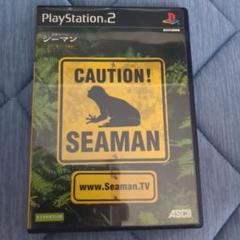 PlayStation®2
シーマン
CAUTION!
SEAMAN
www.Seaman.TV
ASCII